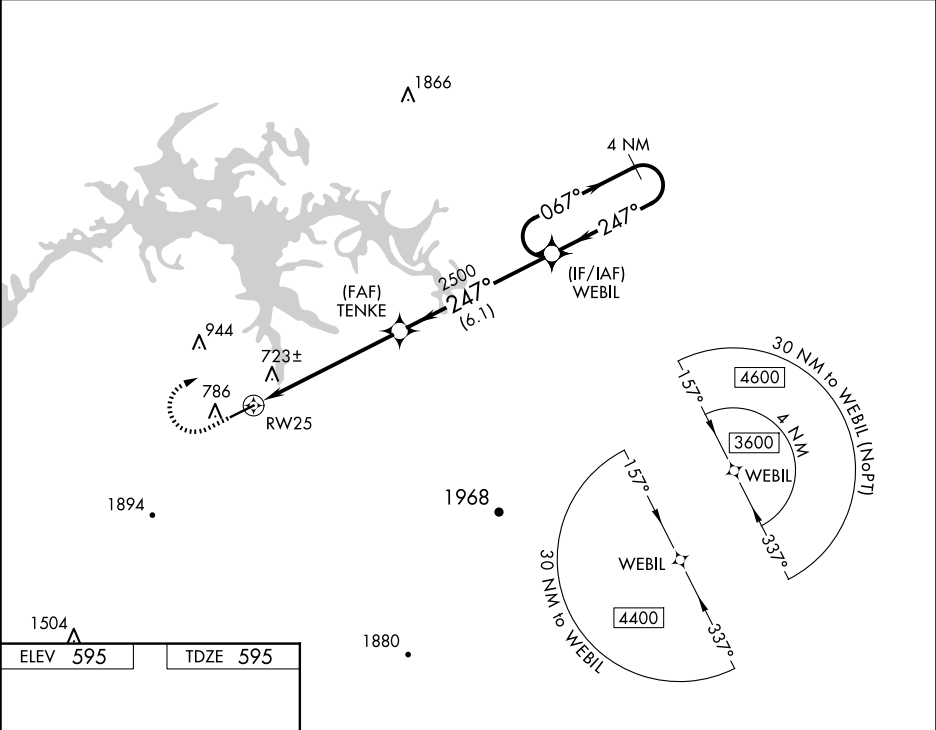 1866
4 NM
067°
247°
(IF/IAF)
WEBIL
2500
247°
(6.1)
(FAF)
TENKE
944
723±
786
RW25
30 NM to WEBIL (NoPT)
4600
157°
4 NM
3600
WEBIL
337°
1894
1968
157°
WEBIL
30 NM to WEBIL
4400
337°
1504
1880
ELEV 595
TDZE 595